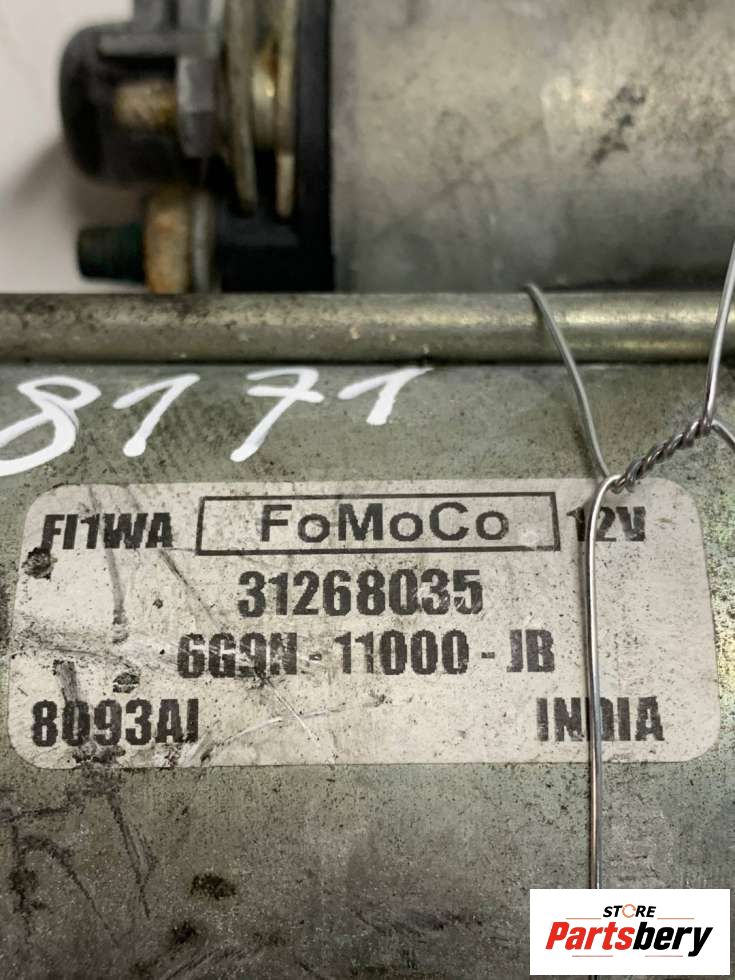 8171
FI1WA FoMoCo 12V
31268035
6G9N - 11000 - JB
8093AI INDIA
STORE
Partsbery